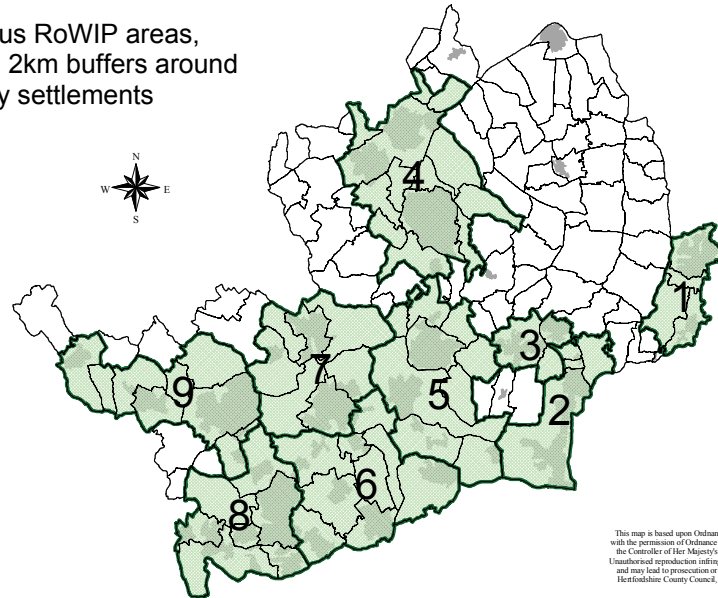 us RoWIP areas,
2km buffers around
y settlements
N
W E
S
4
1
3
7
9
5
2
6
8
This map is based upon Ordnan
with the permission of Ordnance
the Controller of Her Majesty's
Unauthorised reproduction infring
and may lead to prosecution or
Hertfordshire County Council,